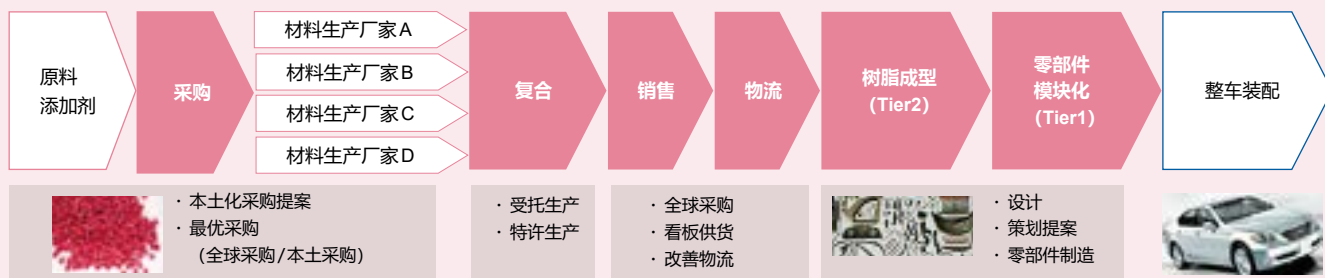 原料
添加剂
采购
材料生产厂家A
材料生产厂家B
材料生产厂家C
材料生产厂家D
复合
销售
物流
树脂成型
(Tier2)
零部件
模块化
(Tier1)
整车装配
· 本土化采购提案
· 最优采购
(全球采购/本土采购)
· 受托生产
· 特许生产
· 全球采购
· 看板供货
· 改善物流
· 设计
· 策划提案
· 零部件制造